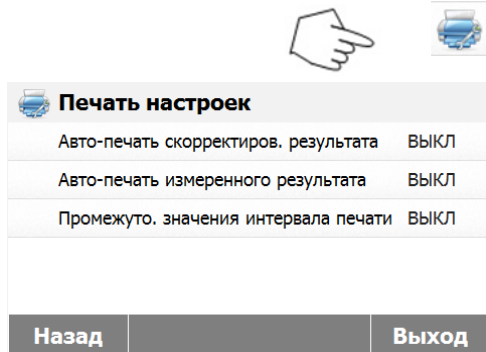 Печать настроек
Авто-печать скорректиров. результата ВЫКЛ
Авто-печать измеренного результата ВЫКЛ
Промежуто. значения интервала печати ВЫКЛ
Назад Выход